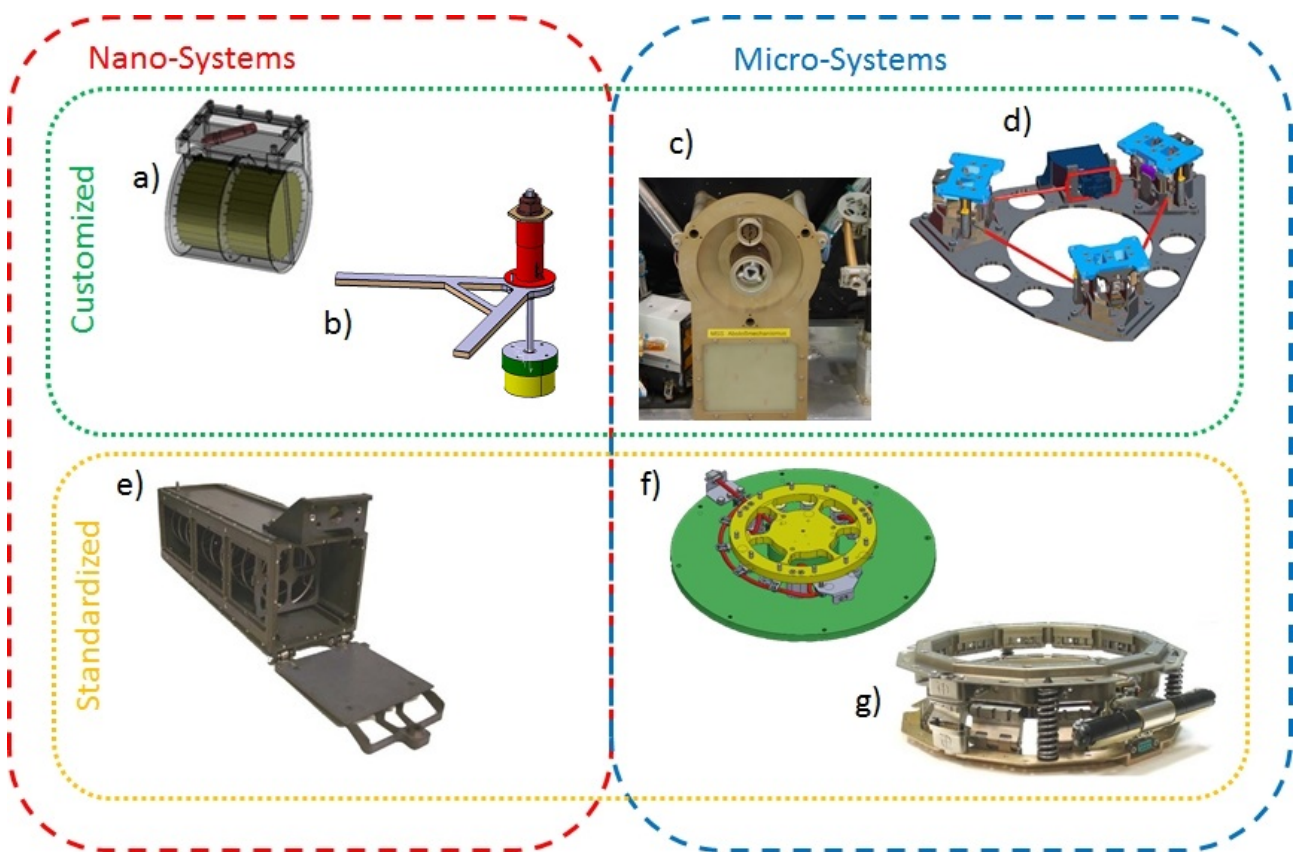 Nano-Systems
Micro-Systems
Customized
a)
b)
c)
d)
Standardized
e)
f)
g)